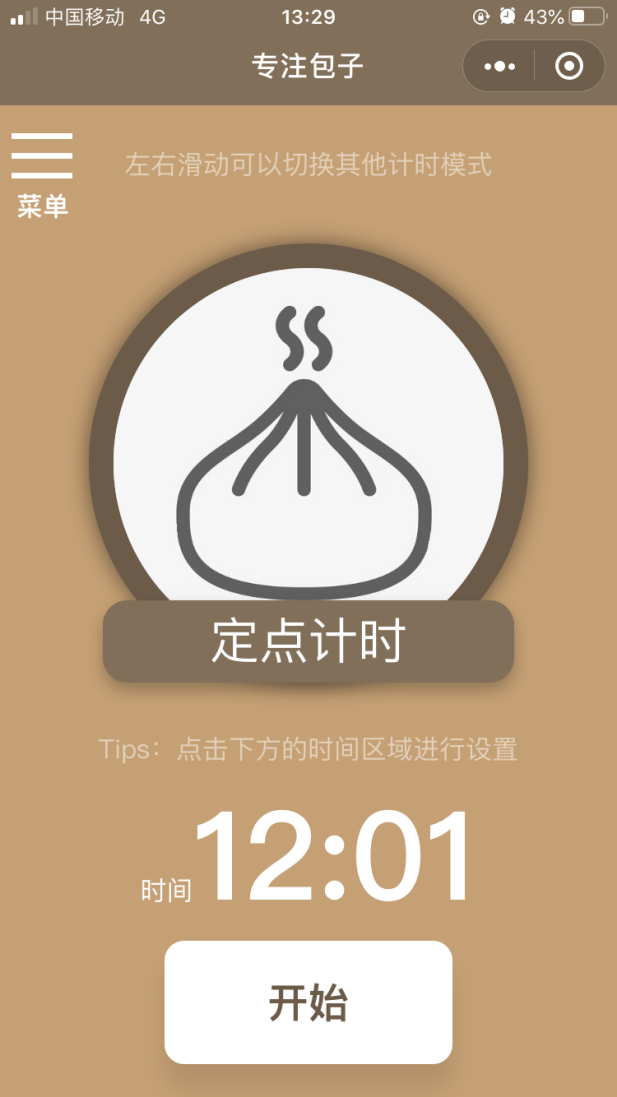 中国移动 4G 13:29 43%
专注包子
左右滑动可以切换其他计时模式
菜单
定点计时
Tips：点击下方的时间区域进行设置
时间 12:01
开始